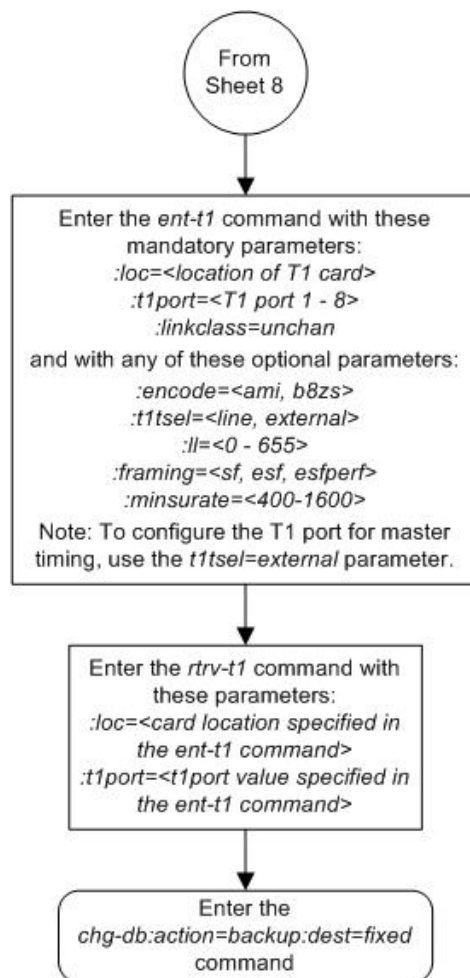 From
Sheet 8
Enter the ent-t1 command with these
mandatory parameters:
:loc=<location of T1 card>
:t1port=<T1 port 1 - 8>
:linkclass=unchan
and with any of these optional parameters:
:encode=<ami, b8zs>
:t1tsel=<line, external>
:ll=<0 - 655>
:framing=<sf, esf, esfperf>
:minsurate=<400-1600>
Note: To configure the T1 port for master
timing, use the t1tsel=external parameter.
Enter the rtrv-t1 command with
these parameters:
:loc=<card location specified in
the ent-t1 command>
:t1port=<t1port value specified in
the ent-t1 command>
Enter the
chg-db:action=backup:dest=fixed
command